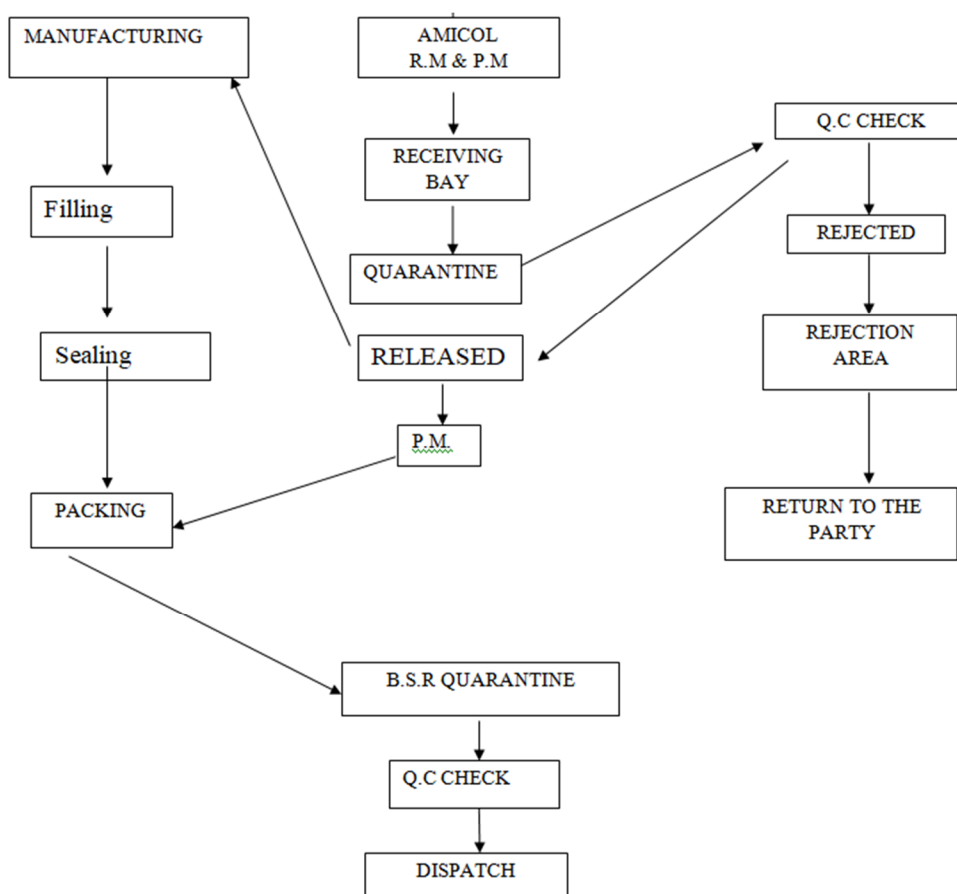 MANUFACTURING
AMICOL
R.M & P.M
Q.C CHECK
RECEIVING
BAY
Filling
REJECTED
QUARANTINE
Sealing
RELEASED
REJECTION
AREA
P.M.
PACKING
RETURN TO THE
PARTY
B.S.R QUARANTINE
Q.C CHECK
DISPATCH